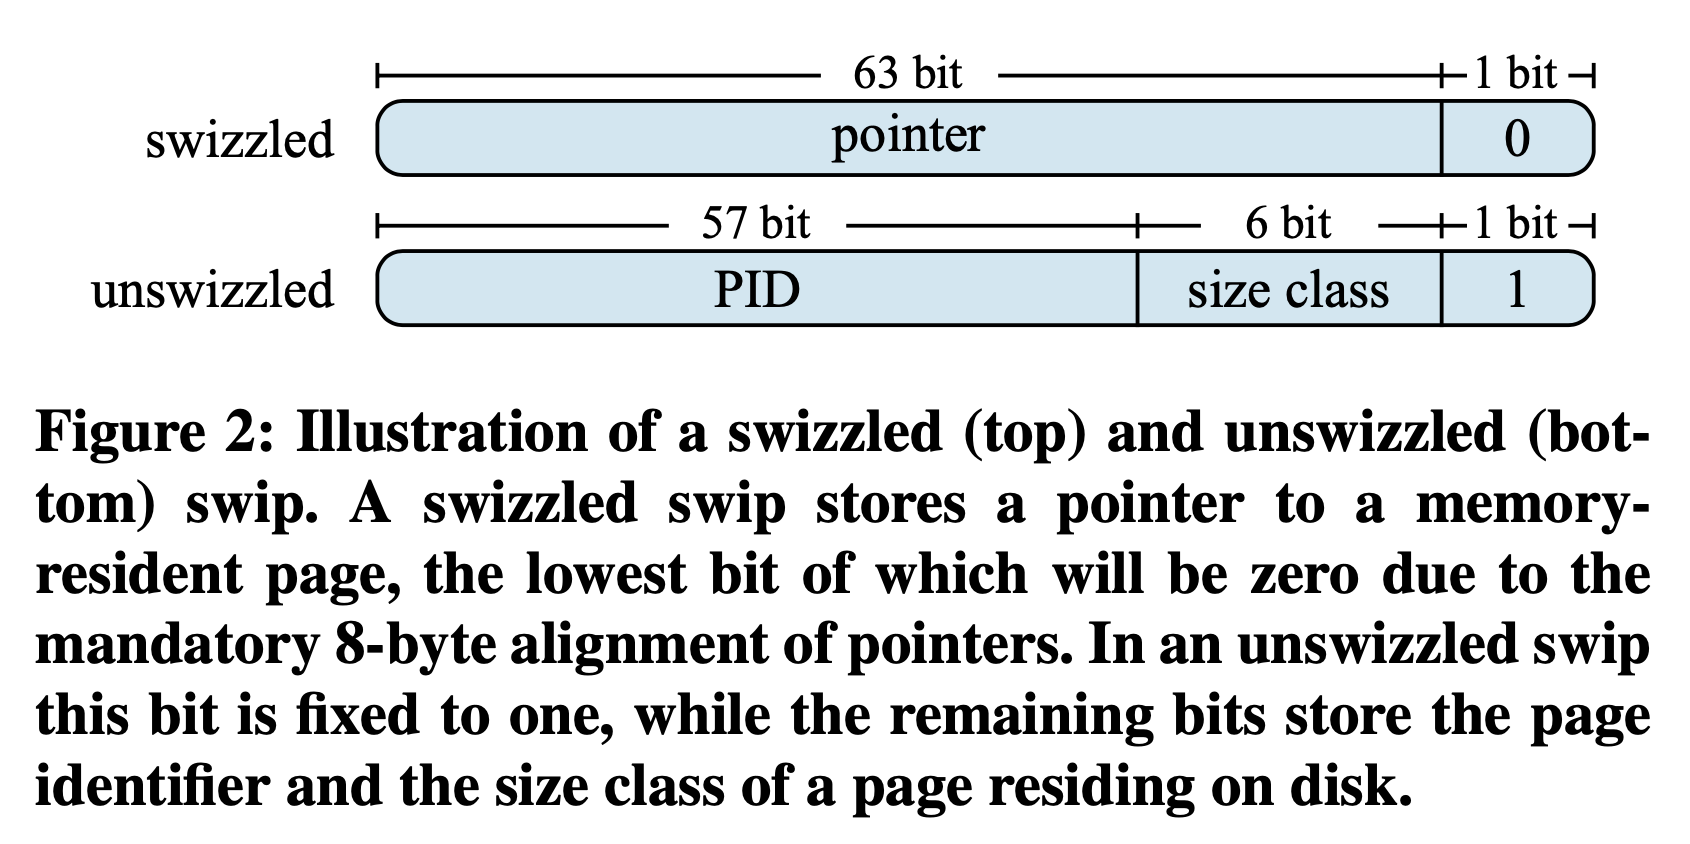 63 bit 1 bit
swizzled pointer 0
57 bit 6 bit 1 bit
unswizzled PID size class 1
Figure 2: Illustration of a swizzled (top) and unswizzled (bot-
tom) swip. A swizzled swip stores a pointer to a memory-
resident page, the lowest bit of which will be zero due to the
mandatory 8-byte alignment of pointers. In an unswizzled swip
this bit is fixed to one, while the remaining bits store the page
identifier and the size class of a page residing on disk.